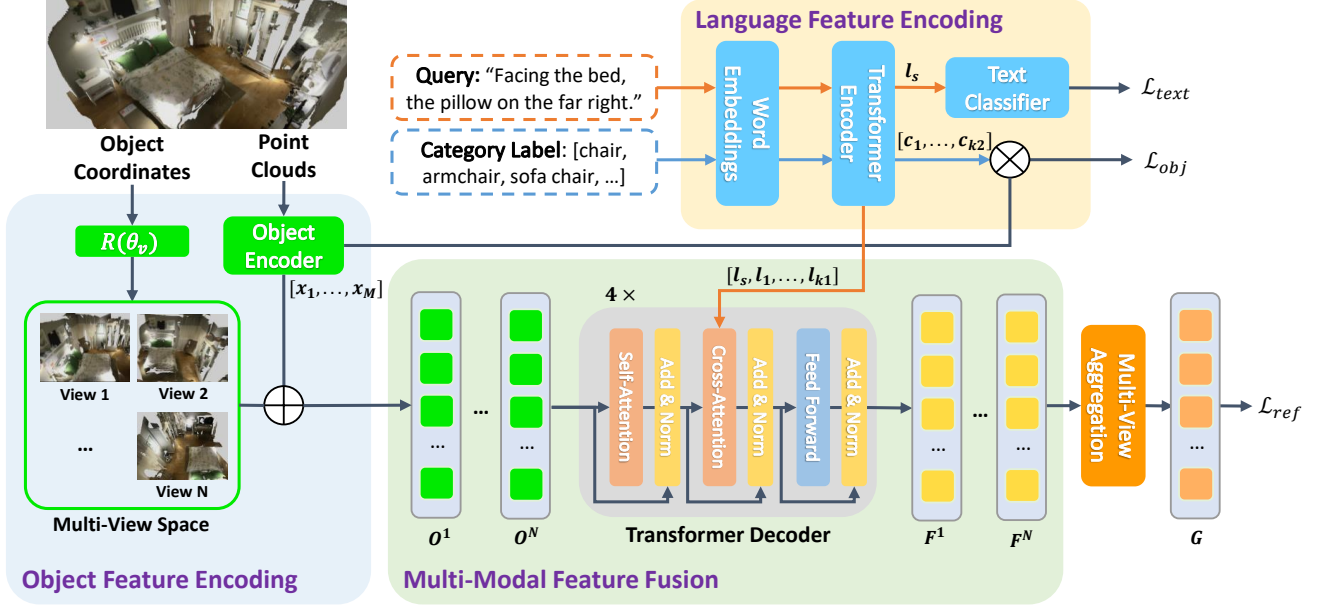 Language Feature Encoding
Query: “Facing the bed,
the pillow on the far right.”
Category Label: [chair,
armchair, sofa chair, ...]
Word
Embeddings
Transformer
Encoder
l_s
Text
Classifier
ℒ_text
[c_1, . . . , c_k2]
ℒ_obj
Object
Coordinates
Point
Clouds
R(θ_v)
Object
Encoder
[x_1, . . . , x_M]
View 1
View 2
...
View N
Multi-View Space
Object Feature Encoding
[l_s, l_1, . . . , l_k1]
4 ×
...
O^1
...
...
O^N
Self-Attention
Add & Norm
Cross-Attention
Add & Norm
Feed Forward
Add & Norm
Transformer Decoder
...
F^1
...
...
F^N
Multi-Modal Feature Fusion
Multi-View
Aggregation
...
G
ℒ_ref